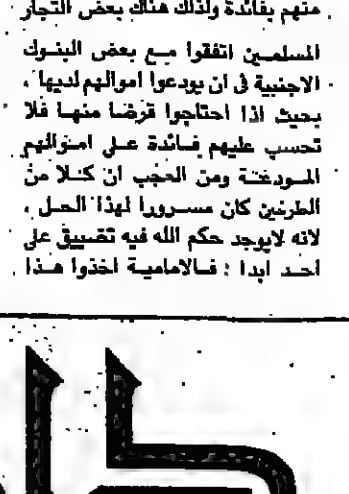 منهم بفائدة ولذلك هناك بعض التجار
المسلمين اتفقوا مع بعض البنوك
الاجنبية في ان يودعوا اموالهم لديها ،
بحيث اذا احتاجوا قرضا منها فلا
تحسب عليهم فائدة على اموالهم
المودعة ومن العجب ان كلا من
الطرفين كان مسرورا لهذا الحل ،
لانه لايوجد حكم الله فيه تضييق على
احد ابدا : فالامامية اخذوا هذا